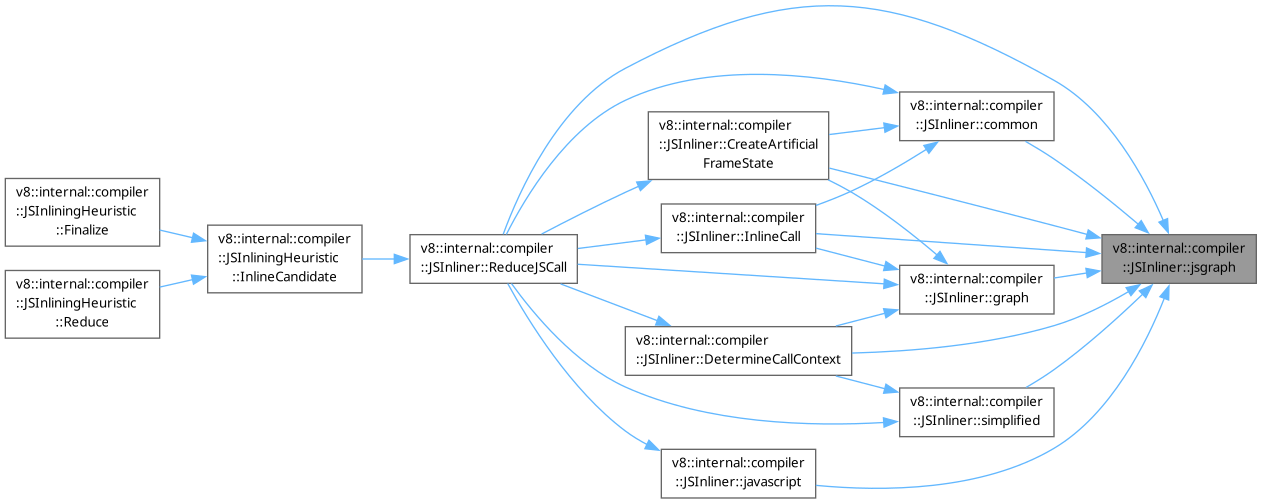 v8::internal::compiler
::JSInliningHeuristic
::Finalize
v8::internal::compiler
::JSInliningHeuristic
::Reduce
v8::internal::compiler
::JSInliningHeuristic
::InlineCandidate
v8::internal::compiler
::JSInliner::ReduceJSCall
v8::internal::compiler
::JSInliner::CreateArtificial
FrameState
v8::internal::compiler
::JSInliner::InlineCall
v8::internal::compiler
::JSInliner::DetermineCallContext
v8::internal::compiler
::JSInliner::javascript
v8::internal::compiler
::JSInliner::common
v8::internal::compiler
::JSInliner::graph
v8::internal::compiler
::JSInliner::simplified
v8::internal::compiler
::JSInliner::jsgraph